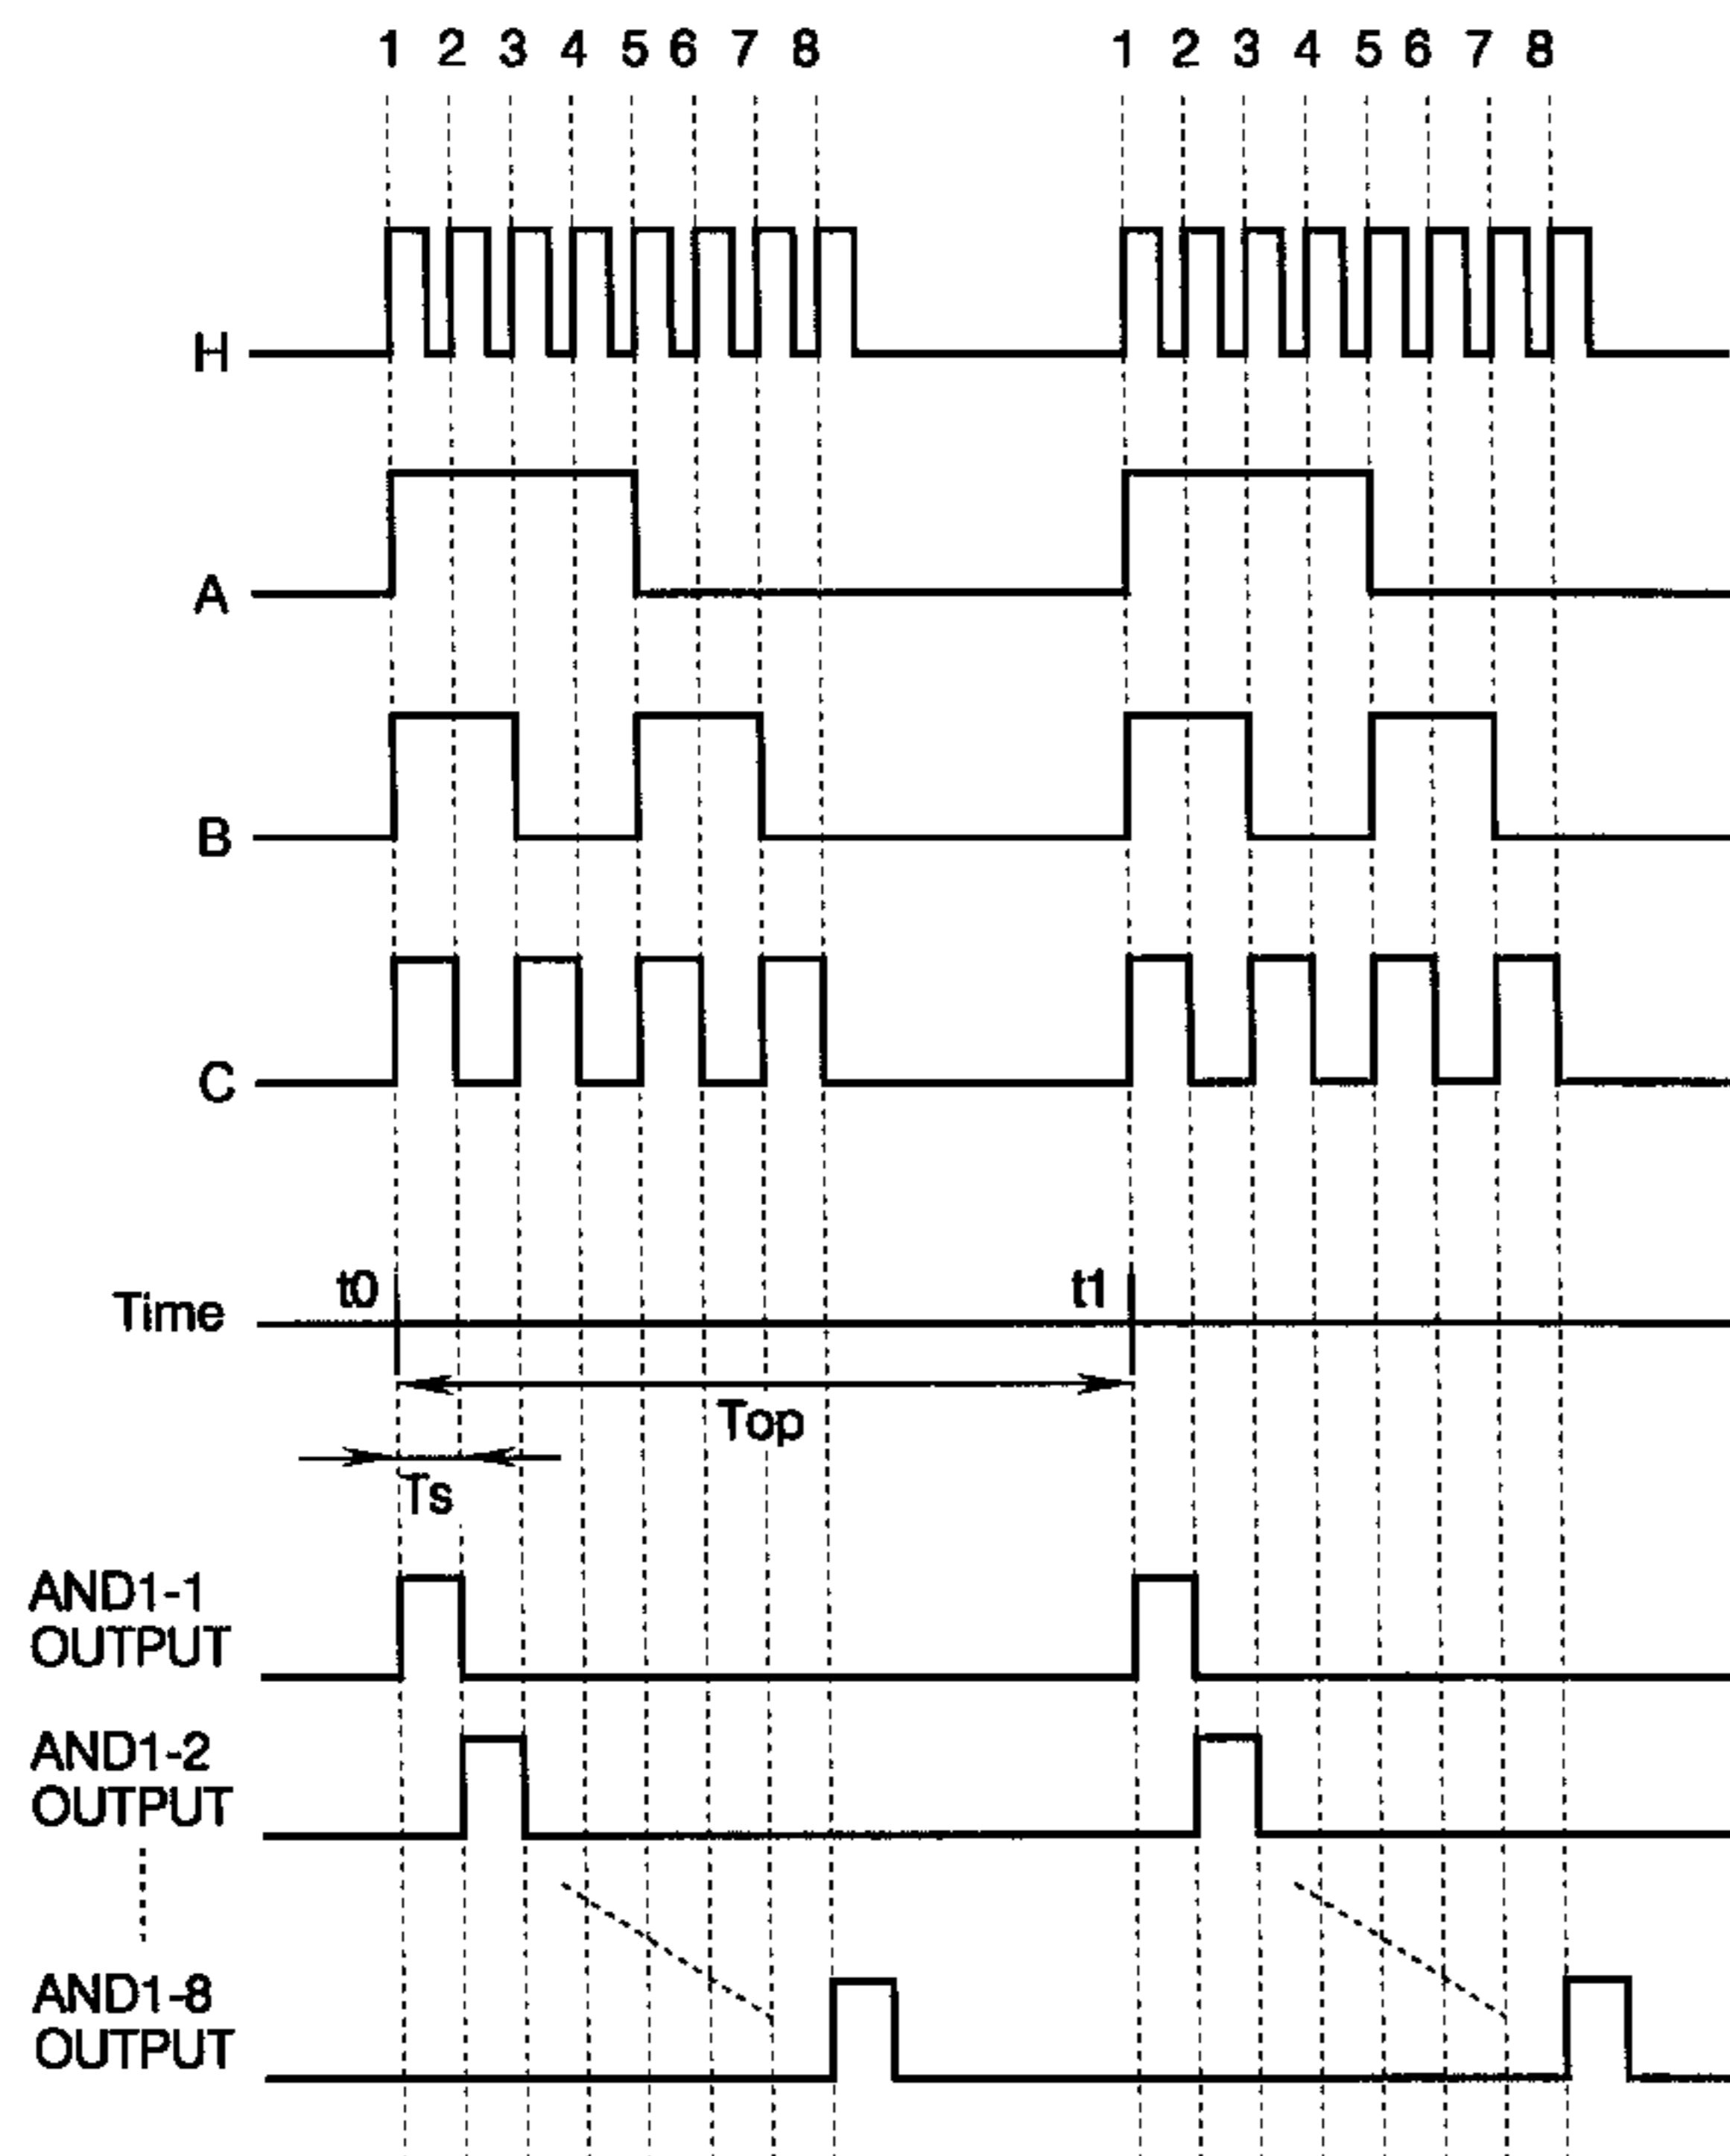 1 2 3 4 5 6 7 8 1 2 3 4 5 6 7 8
H
A
B
C
t0 t1
Time
Top
Ts
AND1-1
OUTPUT
AND1-2
OUTPUT
AND1-8
OUTPUT